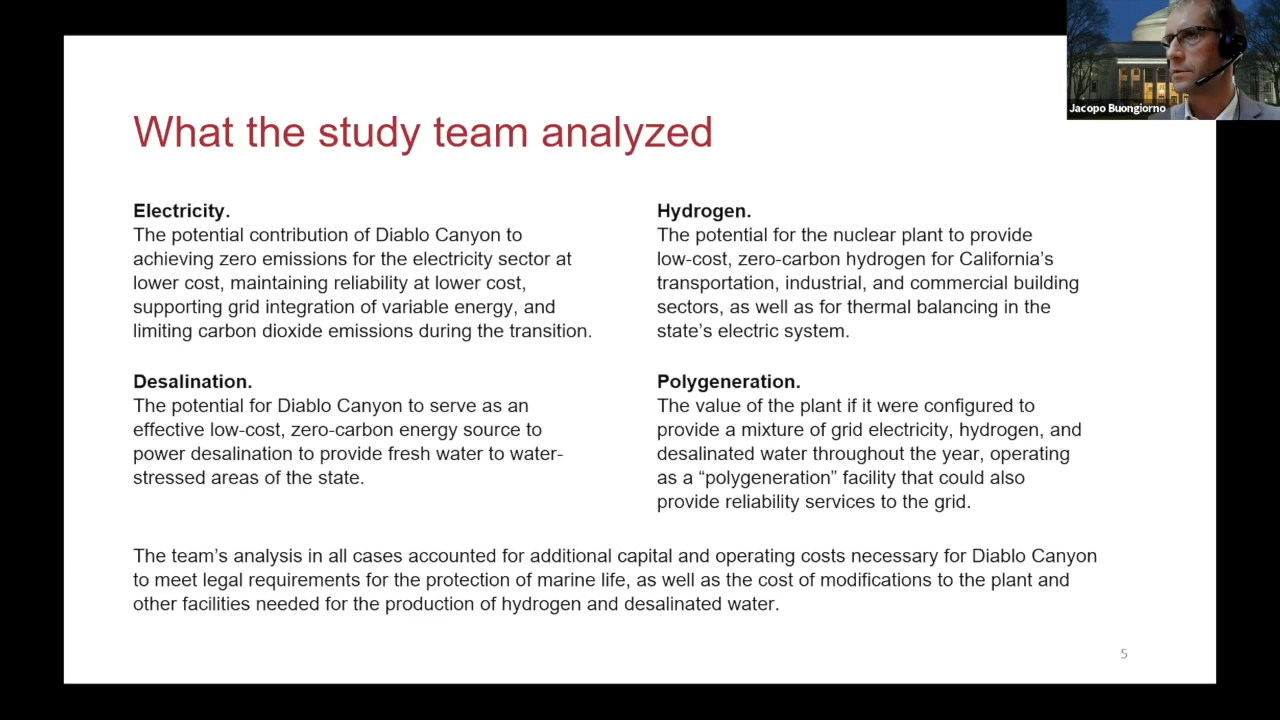 Jacopo Buongiorno
What the study team analyzed
Electricity.
The potential contribution of Diablo Canyon to
achieving zero emissions for the electricity sector at
lower cost, maintaining reliability at lower cost,
supporting grid integration of variable energy, and
limiting carbon dioxide emissions during the transition.
Hydrogen.
The potential for the nuclear plant to provide
low-cost, zero-carbon hydrogen for California’s
transportation, industrial, and commercial building
sectors, as well as for thermal balancing in the
state’s electric system.
Desalination.
The potential for Diablo Canyon to serve as an
effective low-cost, zero-carbon energy source to
power desalination to provide fresh water to water-
stressed areas of the state.
Polygeneration.
The value of the plant if it were configured to
provide a mixture of grid electricity, hydrogen, and
desalinated water throughout the year, operating
as a “polygeneration” facility that could also
provide reliability services to the grid.
The team’s analysis in all cases accounted for additional capital and operating costs necessary for Diablo Canyon
to meet legal requirements for the protection of marine life, as well as the cost of modifications to the plant and
other facilities needed for the production of hydrogen and desalinated water.
5